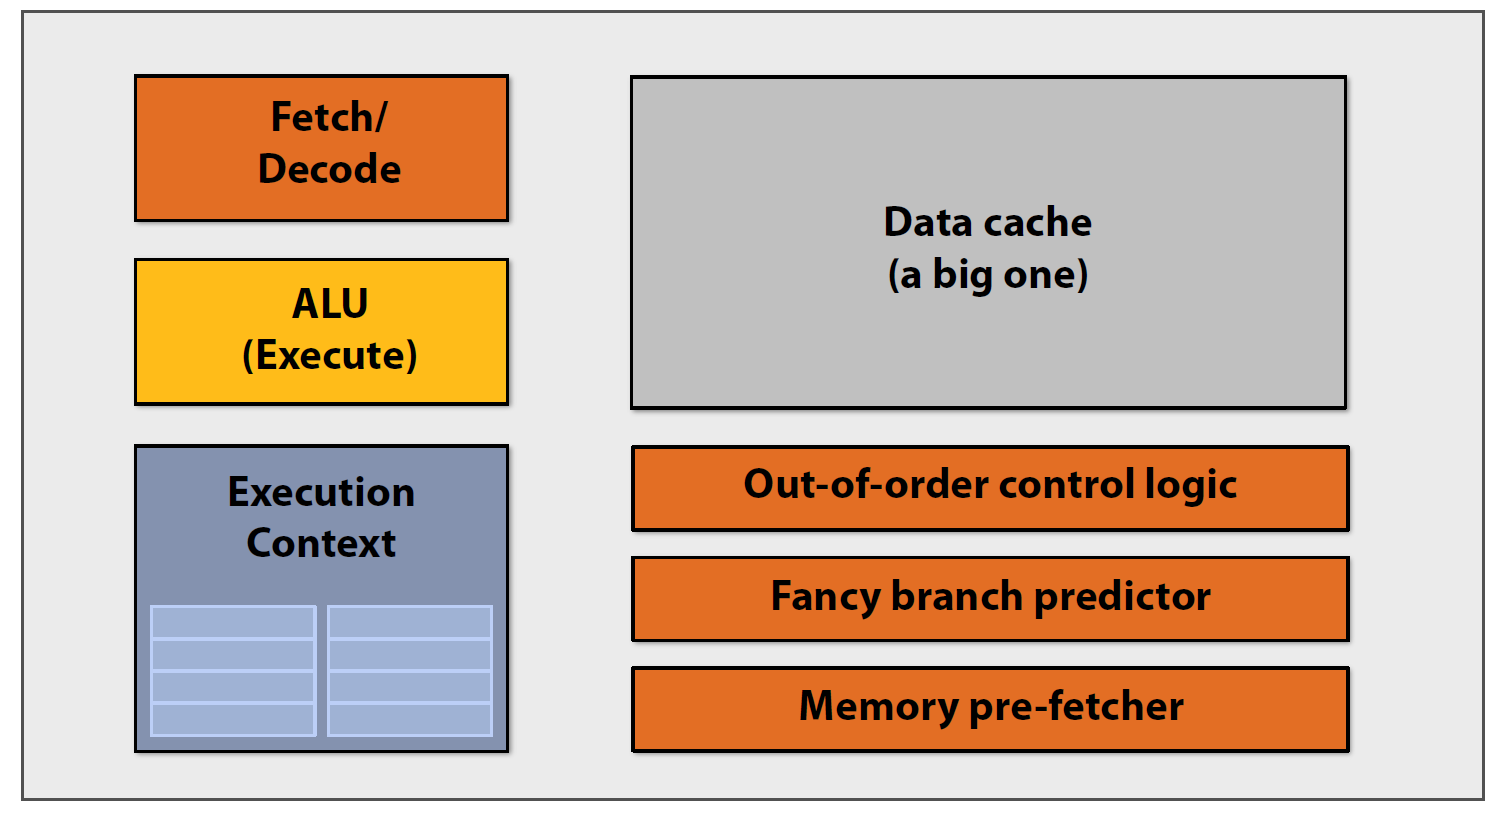 Fetch/
Decode
ALU
(Execute)
Execution
Context
Data cache
(a big one)
Out-of-order control logic
Fancy branch predictor
Memory pre-fetcher